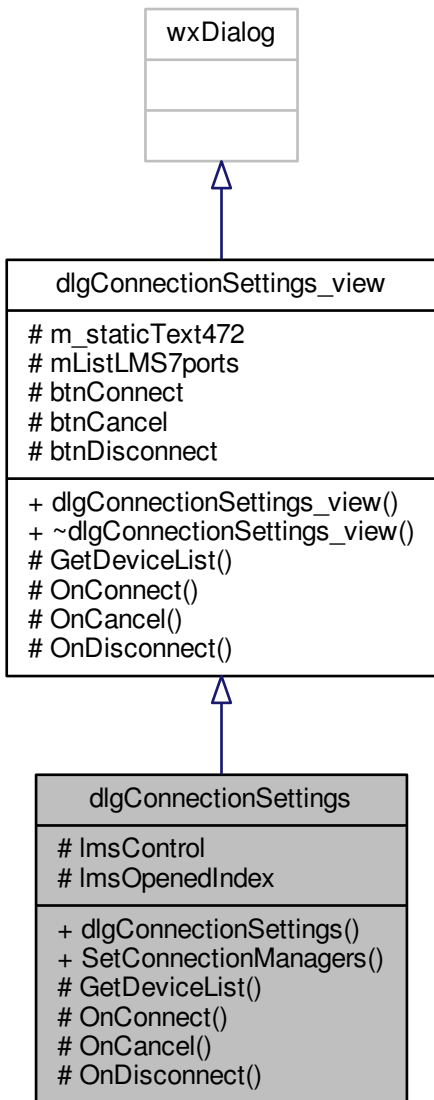 wxDialog
dlgConnectionSettings_view
# m_staticText472
# mListLMS7ports
# btnConnect
# btnCancel
# btnDisconnect
+ dlgConnectionSettings_view()
+ ~dlgConnectionSettings_view()
# GetDeviceList()
# OnConnect()
# OnCancel()
# OnDisconnect()
dlgConnectionSettings
# lmsControl
# lmsOpenedIndex
+ dlgConnectionSettings()
+ SetConnectionManagers()
# GetDeviceList()
# OnConnect()
# OnCancel()
# OnDisconnect()